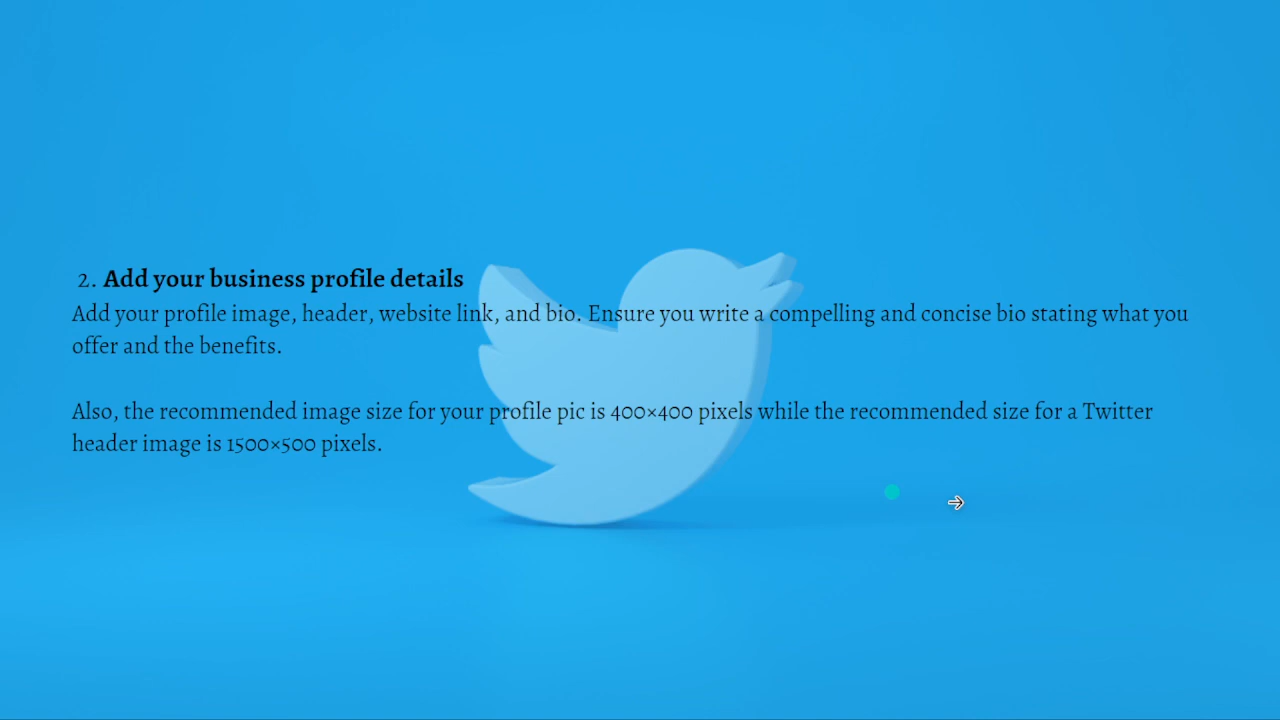 2. Add your business profile details
Add your profile image, header, website link, and bio. Ensure you write a compelling and concise bio stating what you
offer and the benefits.
Also, the recommended image size for your profile pic is 400×400 pixels while the recommended size for a Twitter
header image is 1500×500 pixels.